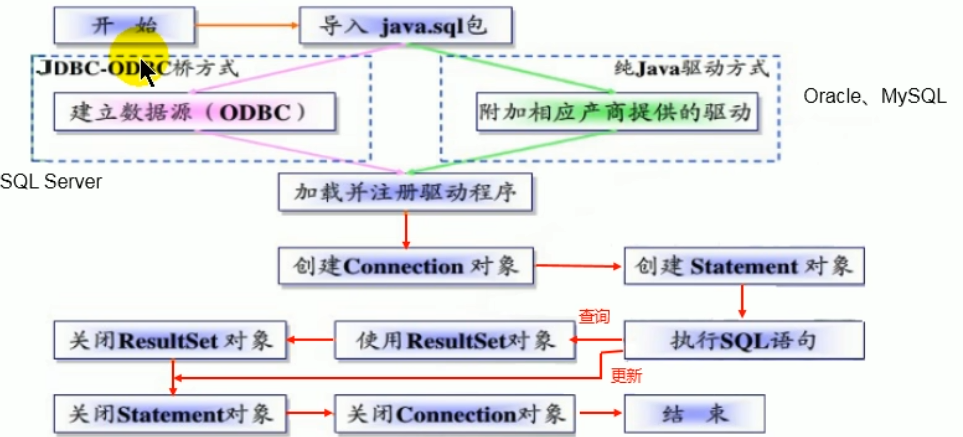 开 始
导入 java.sql包
JDBC-ODBC桥方式
纯Java驱动方式
建立数据源（ODBC）
附加相应产商提供的驱动
Oracle、MySQL
SQL Server
加载并注册驱动程序
创建Connection 对象
创建 Statement 对象
查询
关闭ResultSet 对象
使用ResultSet对象
执行SQL语句
更新
关闭Statement对象
关闭Connection对象
结 束